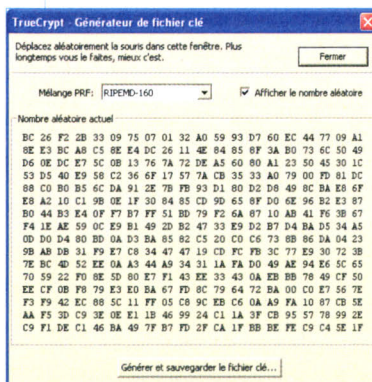 TrueCrypt - Générateur de fichier clé
Déplacez aléatoirement la souris dans cette fenêtre. Plus
longtemps vous le faites, mieux c'est.
Fermer
Mélange PRF: RIPEMD-160
Afficher le nombre aléatoire
Nombre aléatoire actuel
BC 26 F2 2B 33 09 75 07 01 32 A0 59 93 D7 60 EC 44 77 09 A1
8E E3 BC A8 C5 8E E4 DC 26 11 4E 84 85 8F 3A B0 73 6C 50 49
D6 0E DC E7 5C 0B 13 76 7A 72 DE A5 60 80 A1 23 50 45 30 1C
53 D5 40 E9 58 C2 36 6F 17 57 7A CB 35 33 A0 79 00 FD 81 DC
88 C0 B0 B5 6C DA 91 2E 7B FB 93 D1 80 D2 D8 49 8C BA E8 6F
E8 A2 10 C1 9B 0E 1F 30 84 85 CD 9D 65 8F D0 6E 96 B2 E3 87
B0 44 B3 E4 0F F7 B7 FF 51 BD 79 F2 6A 87 10 AB 41 F6 3B 67
F4 1E AE 59 0C E9 B1 49 2D B2 47 33 E9 D2 B7 D4 BA D5 34 A5
0D D0 D4 80 BD 0A D3 BA 85 82 C5 20 C0 C6 73 8B 86 DA 04 23
9B AB DB 31 F9 E7 C8 34 47 47 19 CD FC FB 3C 77 E9 30 72 3B
7E BC 4D 52 EE 0A A3 44 A9 34 31 1A FA D0 49 AE 94 E6 5C 65
70 59 22 F0 8E 5D 80 E7 F1 43 EE 33 43 0A EB BB 78 49 CF 50
EE CF 0B F8 79 E3 E0 BA 67 FD 8C 79 64 72 BA 00 C0 E7 56 7E
F3 F9 42 EC 88 5C 11 FF 05 C8 9C EB C6 0A A9 FA 10 87 CB 5E
AA F5 3D C9 3E 0E E1 1B 46 99 24 C1 1A 3F CB 95 57 78 99 2E
C9 F1 DE C1 46 BA 49 7F B7 FD 2F CA 1F BB BE FE C9 C4 5E 1F
Générer et sauvegarder le fichier clé...